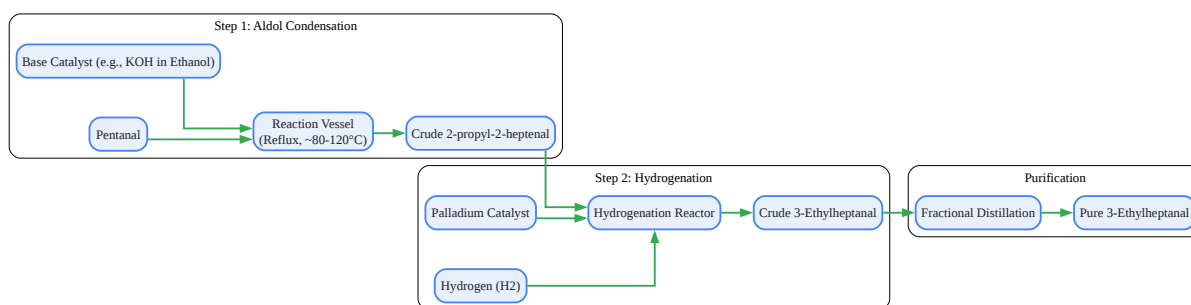 Step 1: Aldol Condensation
Base Catalyst (e.g., KOH in Ethanol)
Pentanal
Reaction Vessel
(Reflux, ~80-120°C)
Crude 2-propyl-2-heptenal
Step 2: Hydrogenation
Palladium Catalyst
Hydrogenation Reactor
Crude 3-Ethylheptanal
Hydrogen (H2)
Purification
Fractional Distillation
Pure 3-Ethylheptanal